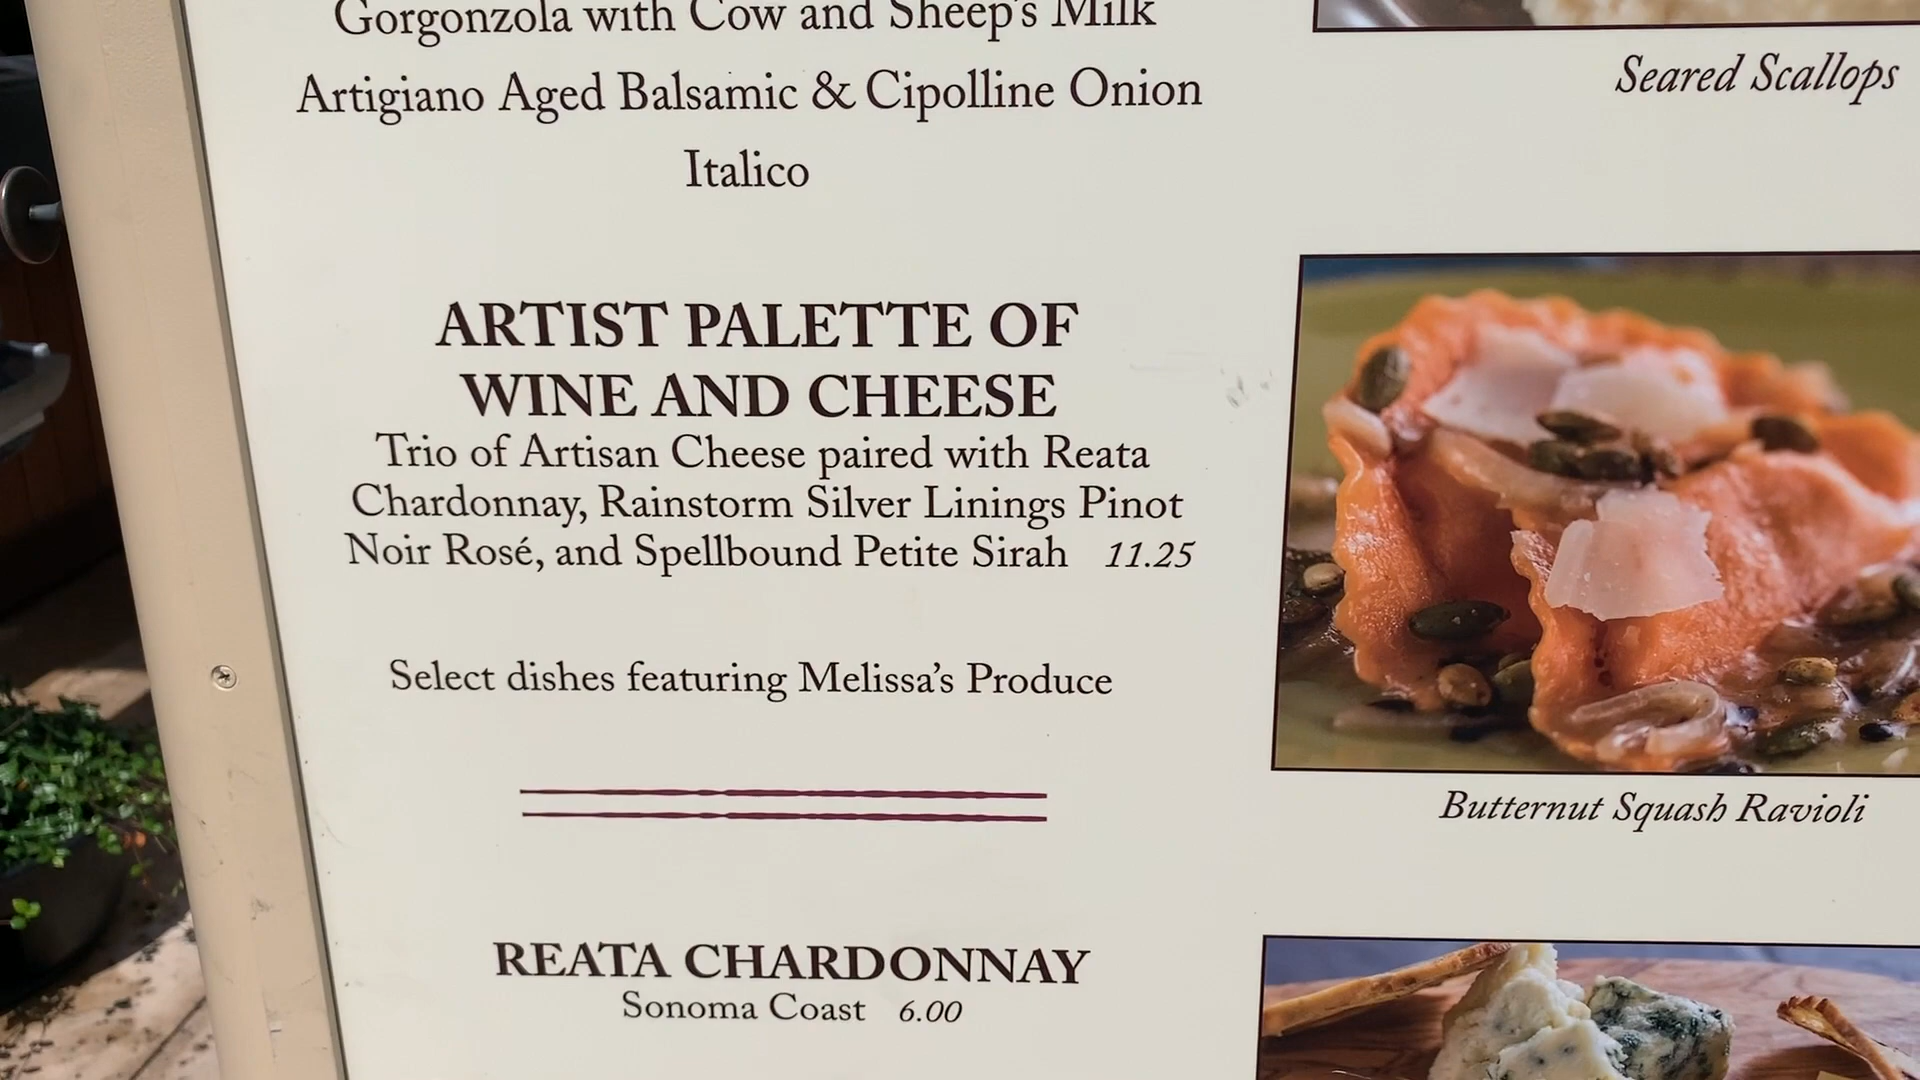 Gorgonzola with Cow and Sheep's Milk
Artigiano Aged Balsamic & Cipolline Onion
Italico
ARTIST PALETTE OF
WINE AND CHEESE
Trio of Artisan Cheese paired with Reata
Chardonnay, Rainstorm Silver Linings Pinot
Noir Rosé, and Spellbound Petite Sirah 11.25
Select dishes featuring Melissa's Produce
REATA CHARDONNAY
Sonoma Coast 6.00
Seared Scallops
Butternut Squash Ravioli